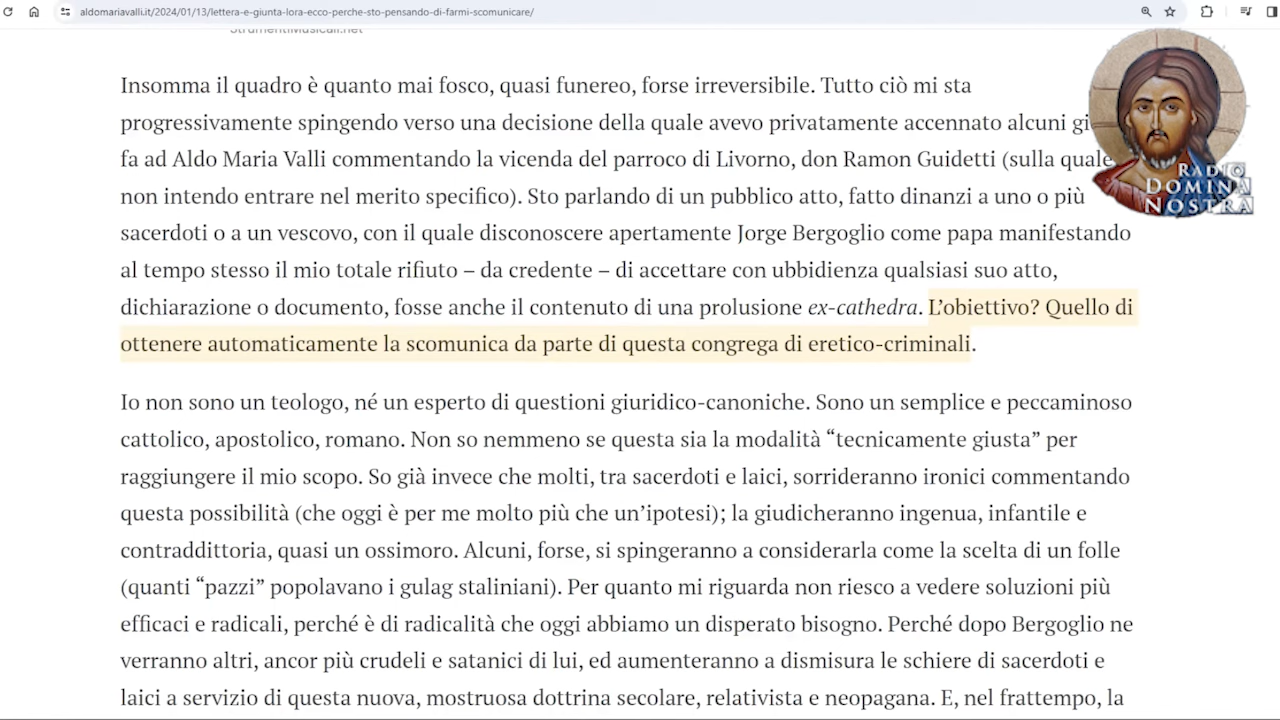 aldomariavalli.it/2024/01/13/lettera-e-giunta-lora-ecco-perche-sto-pensando-di-farmi-scomunicare/
StrumentiMusicali.net
Insomma il quadro è quanto mai fosco, quasi funereo, forse irreversibile. Tutto ciò mi sta
progressivamente spingendo verso una decisione della quale avevo privatamente accennato alcuni gi
fa ad Aldo Maria Valli commentando la vicenda del parroco di Livorno, don Ramon Guidetti (sulla quale
non intendo entrare nel merito specifico). Sto parlando di un pubblico atto, fatto dinanzi a uno o più
sacerdoti o a un vescovo, con il quale disconoscere apertamente Jorge Bergoglio come papa manifestando
al tempo stesso il mio totale rifiuto – da credente – di accettare con ubbidienza qualsiasi suo atto,
dichiarazione o documento, fosse anche il contenuto di una prolusione ex-cathedra. L’obiettivo? Quello di
ottenere automaticamente la scomunica da parte di questa congrega di eretico-criminali.
Io non sono un teologo, né un esperto di questioni giuridico-canoniche. Sono un semplice e peccaminoso
cattolico, apostolico, romano. Non so nemmeno se questa sia la modalità “tecnicamente giusta” per
raggiungere il mio scopo. So già invece che molti, tra sacerdoti e laici, sorrideranno ironici commentando
questa possibilità (che oggi è per me molto più che un’ipotesi); la giudicheranno ingenua, infantile e
contraddittoria, quasi un ossimoro. Alcuni, forse, si spingeranno a considerarla come la scelta di un folle
(quanti “pazzi” popolavano i gulag staliniani). Per quanto mi riguarda non riesco a vedere soluzioni più
efficaci e radicali, perché è di radicalità che oggi abbiamo un disperato bisogno. Perché dopo Bergoglio ne
verranno altri, ancor più crudeli e satanici di lui, ed aumenteranno a dismisura le schiere di sacerdoti e
laici a servizio di questa nuova, mostruosa dottrina secolare, relativista e neopagana. E, nel frattempo, la
RADIO
DOMINA
NOSTRA